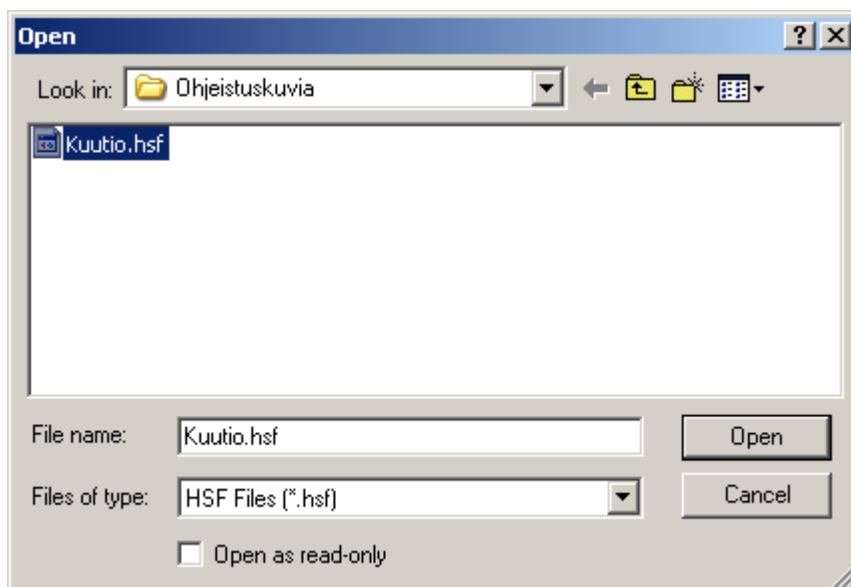 Open
Look in: Ohjeistuskuvia
Kuutio.hsf
File name: Kuutio.hsf Open
Files of type: HSF Files (*.hsf) Cancel
Open as read-only